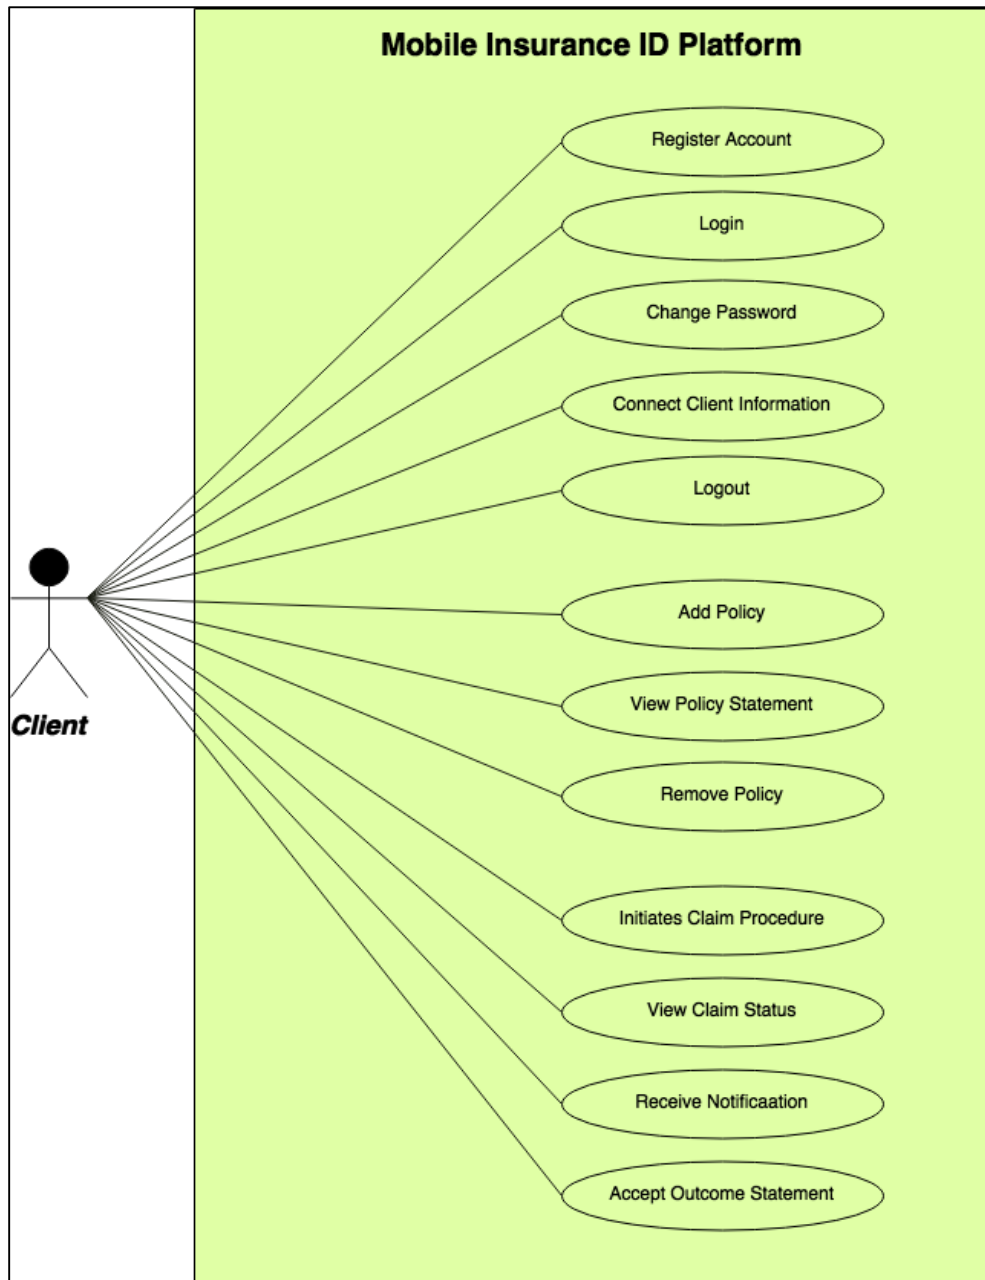 Mobile Insurance ID Platform
Register Account
Login
Change Password
Connect Client Information
Logout
Add Policy
Client
View Policy Statement
Remove Policy
Initiates Claim Procedure
View Claim Status
Receive Notificaation
Accept Outcome Statement